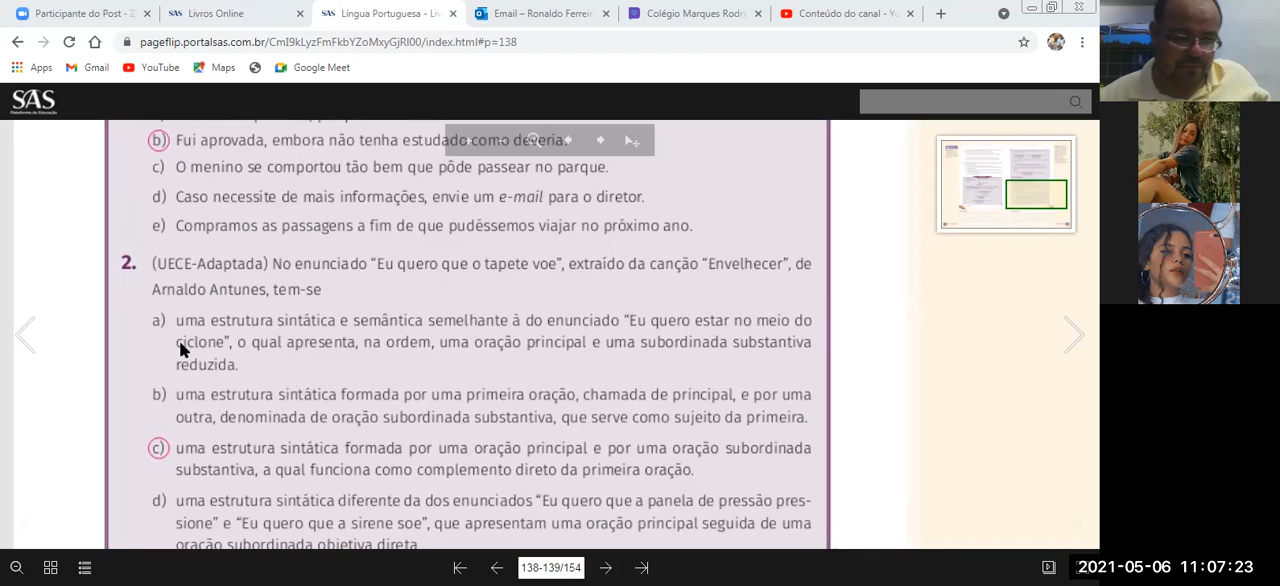 Participante do Post - Z
Livros Online
Língua Portuguesa - Liv
Email – Ronaldo Ferreir
Colégio Marques Rodri
Conteúdo do canal - Yo
pageflip.portalsas.com.br/CmI9kLyzFmFkbYZoMxyGjRl00/index.html#p=138
Apps Gmail YouTube Maps Google Meet
SAS
Plataforma de Educação
b) Fui aprovada, embora não tenha estudado como deveria.
c) O menino se comportou tão bem que pôde passear no parque.
d) Caso necessite de mais informações, envie um e-mail para o diretor.
e) Compramos as passagens a fim de que pudéssemos viajar no próximo ano.
2. (UECE-Adaptada) No enunciado “Eu quero que o tapete voe”, extraído da canção “Envelhecer”, de
Arnaldo Antunes, tem-se
a) uma estrutura sintática e semântica semelhante à do enunciado “Eu quero estar no meio do
ciclone”, o qual apresenta, na ordem, uma oração principal e uma subordinada substantiva
reduzida.
b) uma estrutura sintática formada por uma primeira oração, chamada de principal, e por uma
outra, denominada de oração subordinada substantiva, que serve como sujeito da primeira.
c) uma estrutura sintática formada por uma oração principal e por uma oração subordinada
substantiva, a qual funciona como complemento direto da primeira oração.
d) uma estrutura sintática diferente da dos enunciados “Eu quero que a panela de pressão pres-
sione” e “Eu quero que a sirene soe”, que apresentam uma oração principal seguida de uma
oração subordinada objetiva direta.
138-139/154
2021-05-06 11:07:23